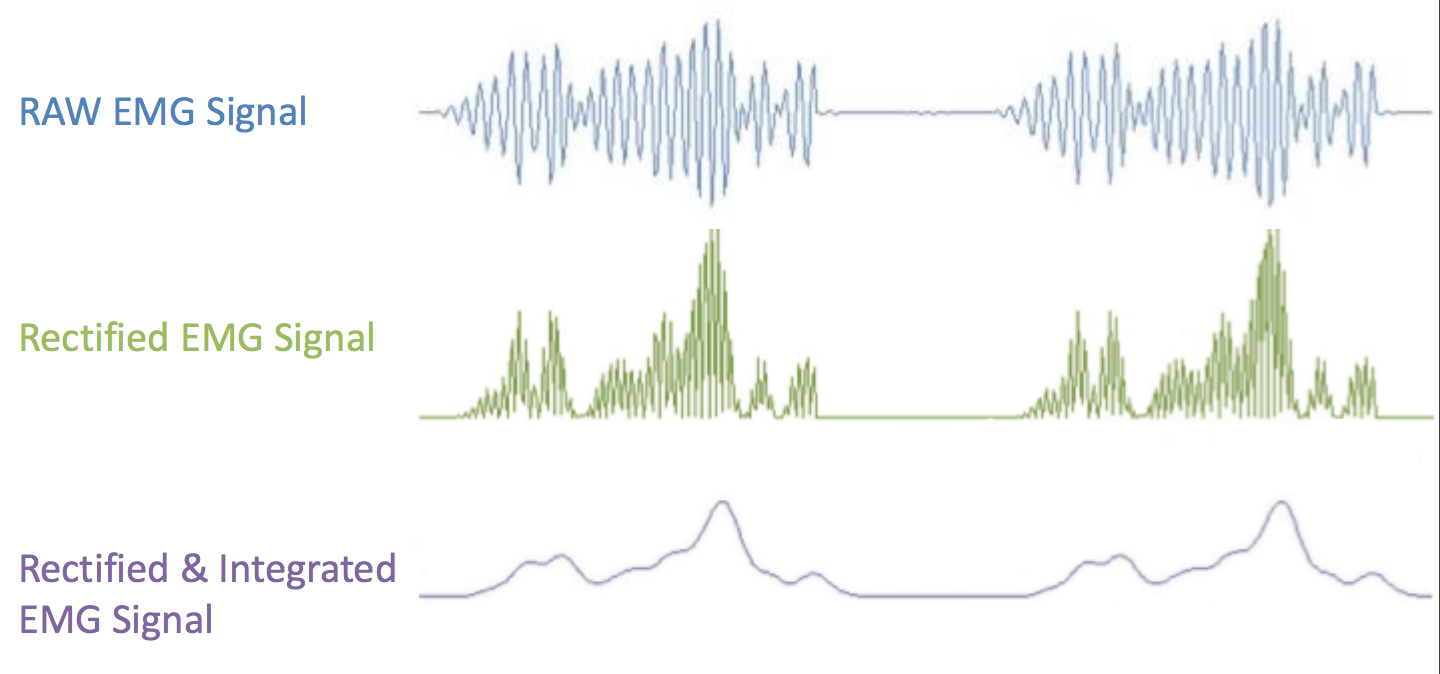 RAW EMG Signal
Rectified EMG Signal
Rectified & Integrated
EMG Signal